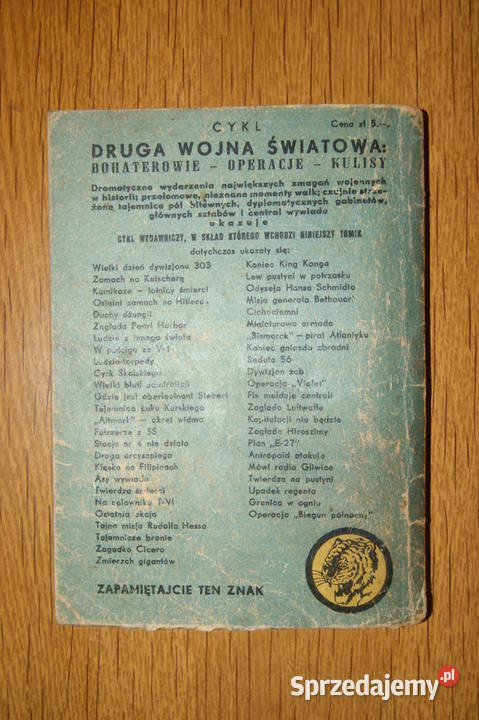 CYKL
Cena zł 5.—
DRUGA WOJNA ŚWIATOWA:
BOHATEROWIE – OPERACJE – KULISY
Dramatyczne wydarzenia największych zmagań wojennych
w historii; przełomowe, nieznane momenty walk; czujnie strze-
żone tajemnice pól bitewnych, dyplomatycznych gabinetów,
głównych sztabów i central wywiadu
ukazuje
CYKL WYDAWNICZY, W SKŁAD KTÓREGO WCHODZI NINIEJSZY TOMIK
dotychczas ukazały się:
Wielki dzień dywizjonu 303
Zamach na Kutscherę
Kamikaze — lotnicy śmierci
Ostatni zamach na Hitlera
Duchy dżungli
Zagłada Pearl Harbor
Ludzie z innego świata
W pościgu za V-1
Ludzie-torpedy
Cyrk Skalskiego
Wielki bluff admiralicji
Gdzie jest oberleutnant Siebert
Tajemnica Łuku Kurskiego
„Altmark" — okręt widmo
Fałszerze z SS
Stacja nr 4 nie działa
Droga arcyszpiega
Klęska na Filipinach
Asy wywiadu
Twierdza śmierci
Na celowniku T-VI
Ostatnia akcja
Tajna misja Rudolfa Hessa
Tajemnicze bronie
Zagadka Cicero
Zmierzch gigantów
Koniec King Konga
Lew pustyni w potrzasku
Odyseja Hansa Schmidta
Misja generała Bethouar'
Cichociemni
Miniaturowa armada
„Bismarck" — pirat Atlantyku
Koniec gniazda zbrodni
Reduta 56
Dywizjon żab
Operacja „Violet"
Fix melduje centrali
Zagłada Luftwaffe
Kapitulacji nie będzie
Zagłada Hiroszimy
Plan „E-27"
Antropoid atakuje
Mówi radio Gliwice
Twierdza na pustyni
Upadek regenta
Granica w ogniu
Operacja „Biegun północny"
ZAPAMIĘTAJCIE TEN ZNAK
Sprzedajemy.pl